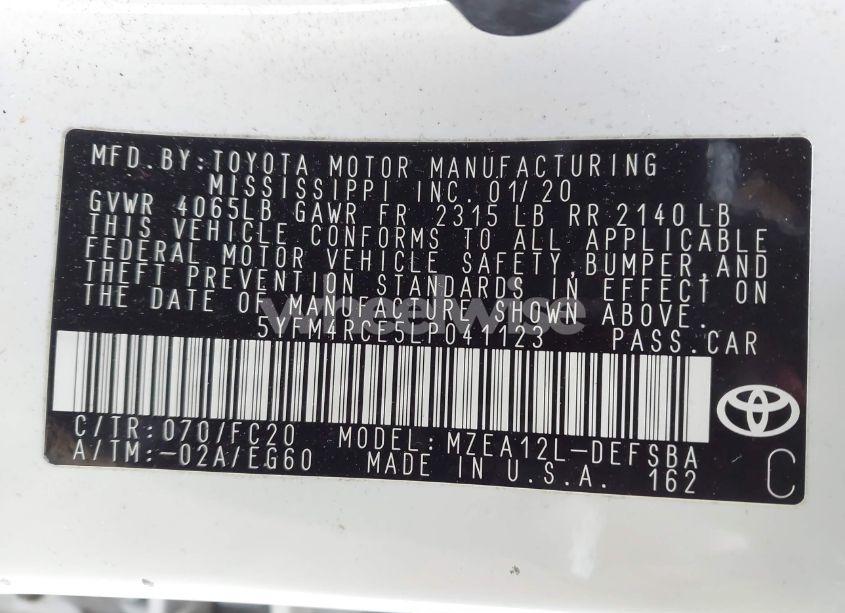 MFD.BY:TOYOTA MOTOR MANUFACTURING
MISSISSIPPI INC. 01/20
GVWR 4065LB GAWR FR 2315 LB RR 2140 LB
THIS VEHICLE CONFORMS TO ALL APPLICABLE
FEDERAL MOTOR VEHICLE SAFETY,BUMPER,AND
THEFT PREVENTION STANDARDS IN EFFECT ON
THE DATE OF MANUFACTURE SHOWN ABOVE.
wheelwise
PASS.CAR
C/TR:070/FC20 MODEL:MZEA12L-DEFSBA
A/TM:-02A/EG60 MADE IN U.S.A. 162
C